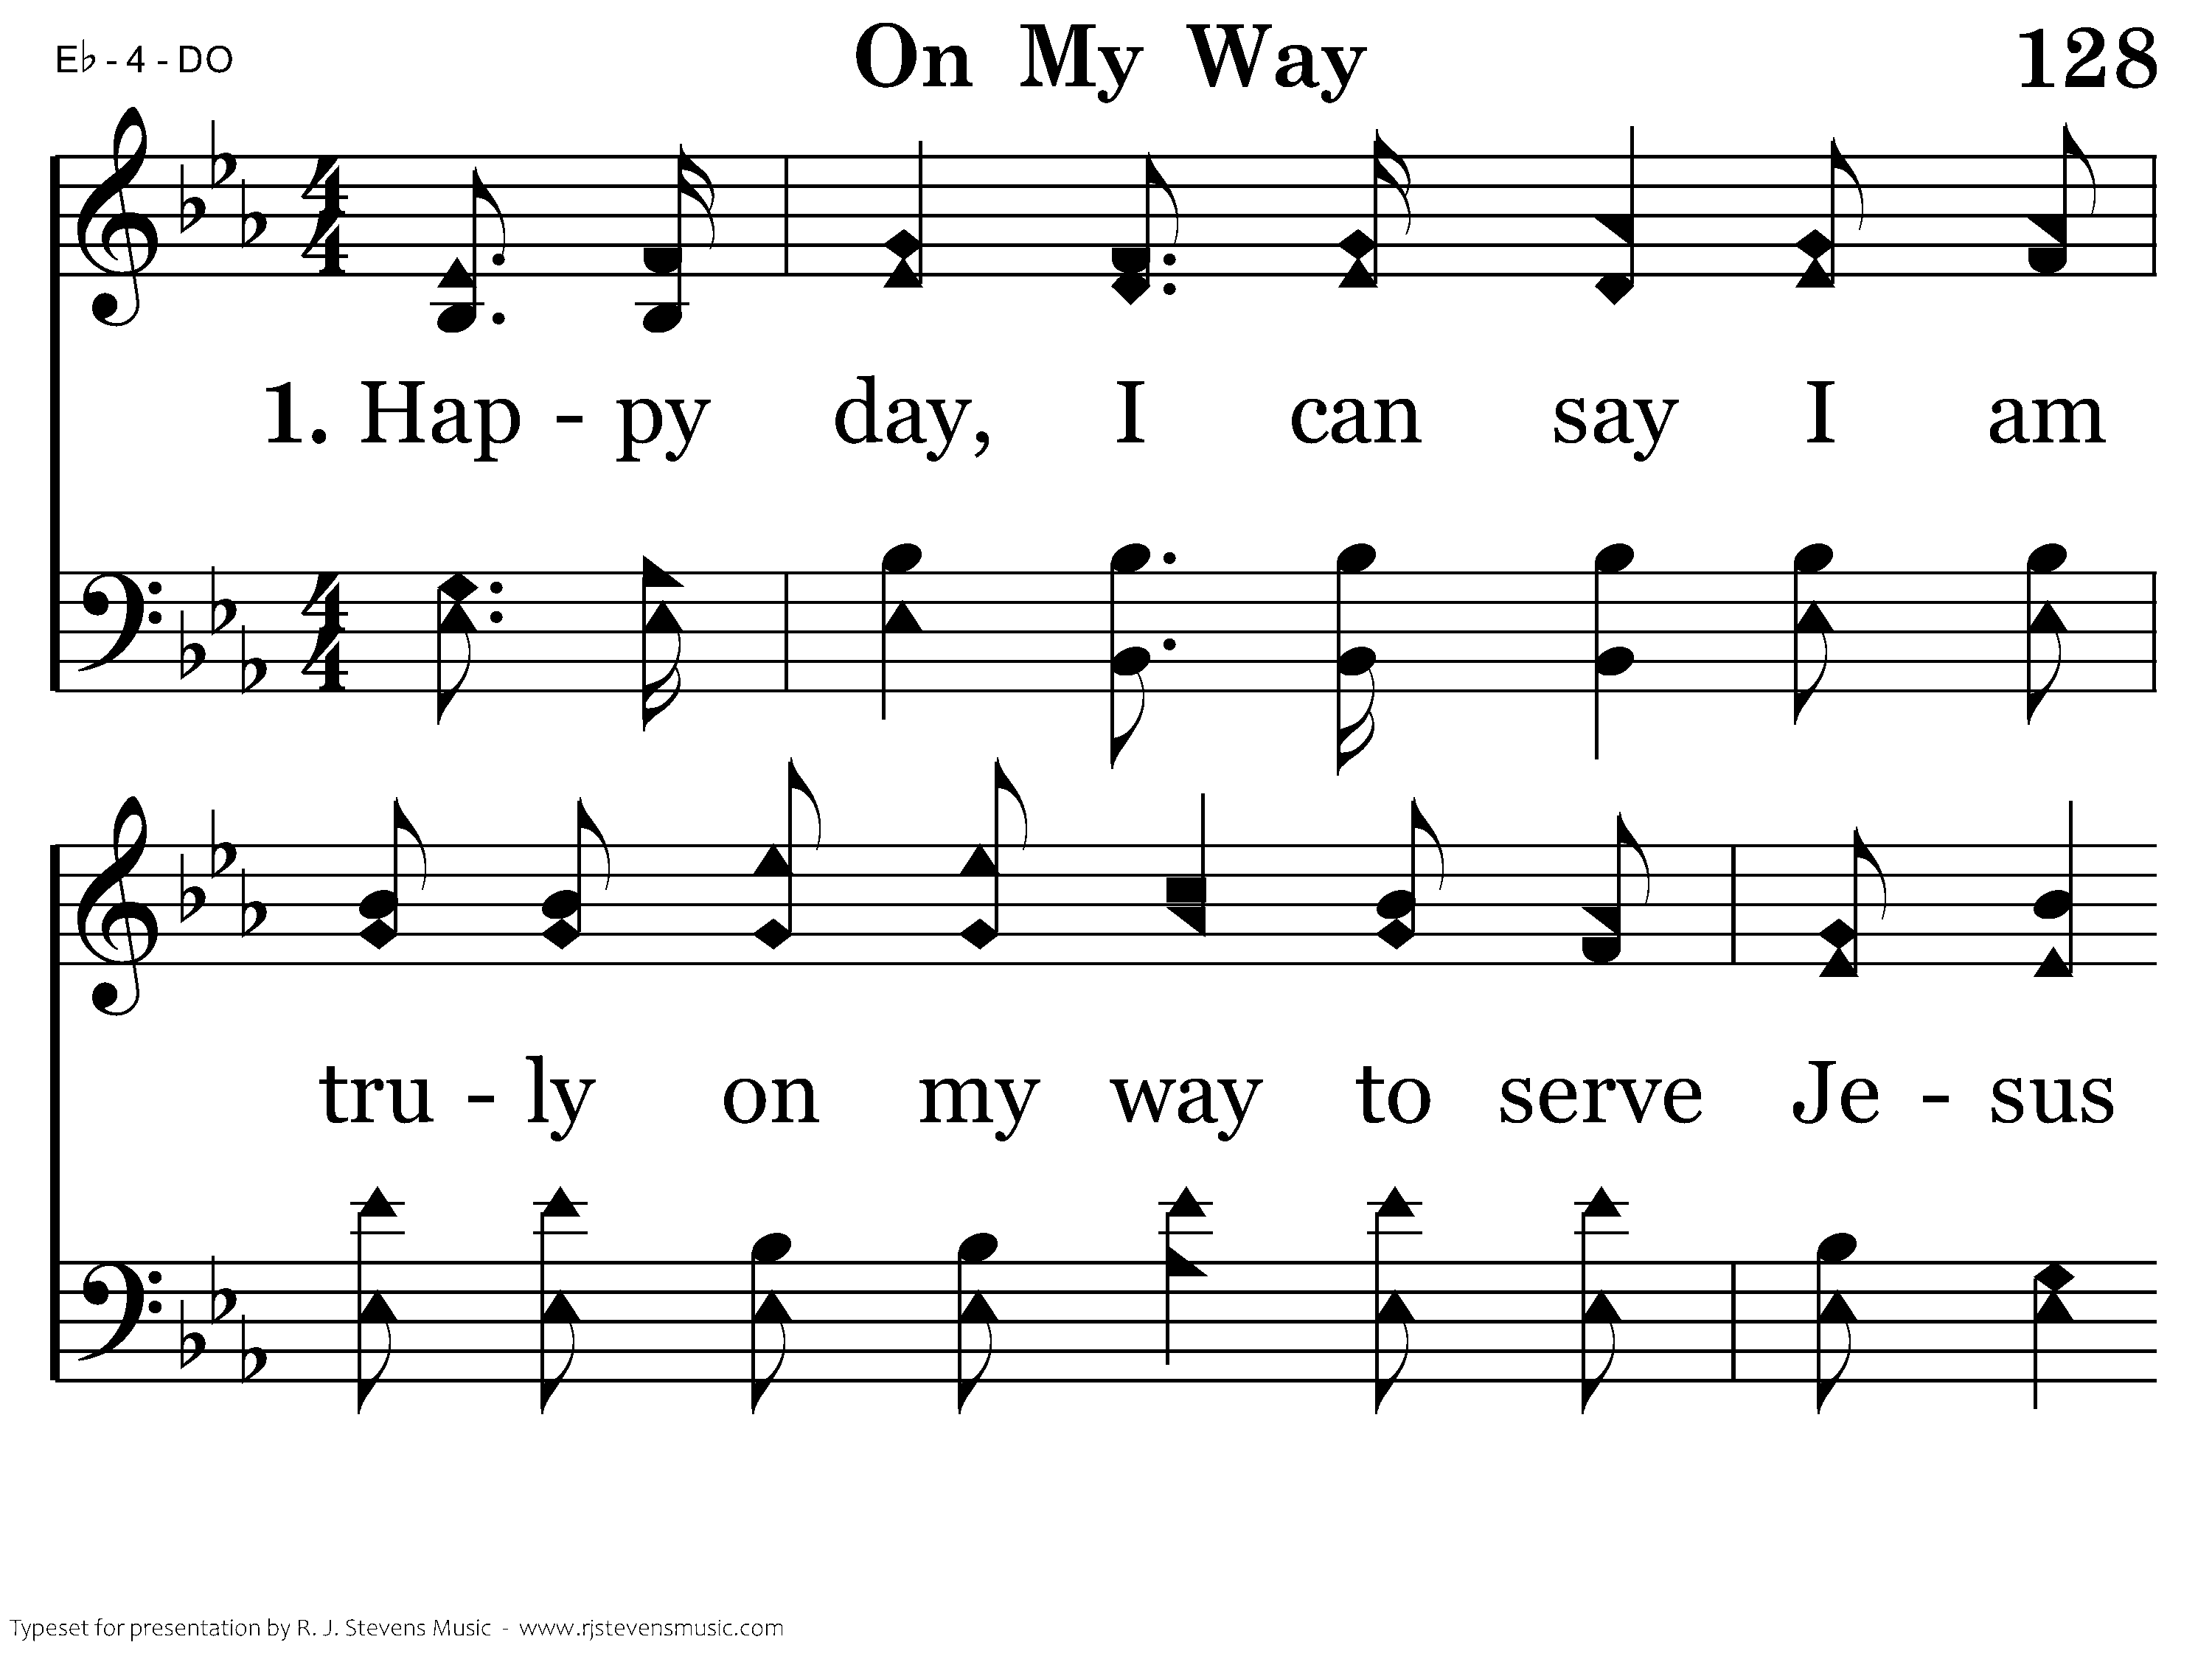 E♭ - 4 - DO On My Way 128
1. Hap - py day, I can say I am
tru - ly on my way to serve Je - sus
Typeset for presentation by R. J. Stevens Music - www.rjstevensmusic.com